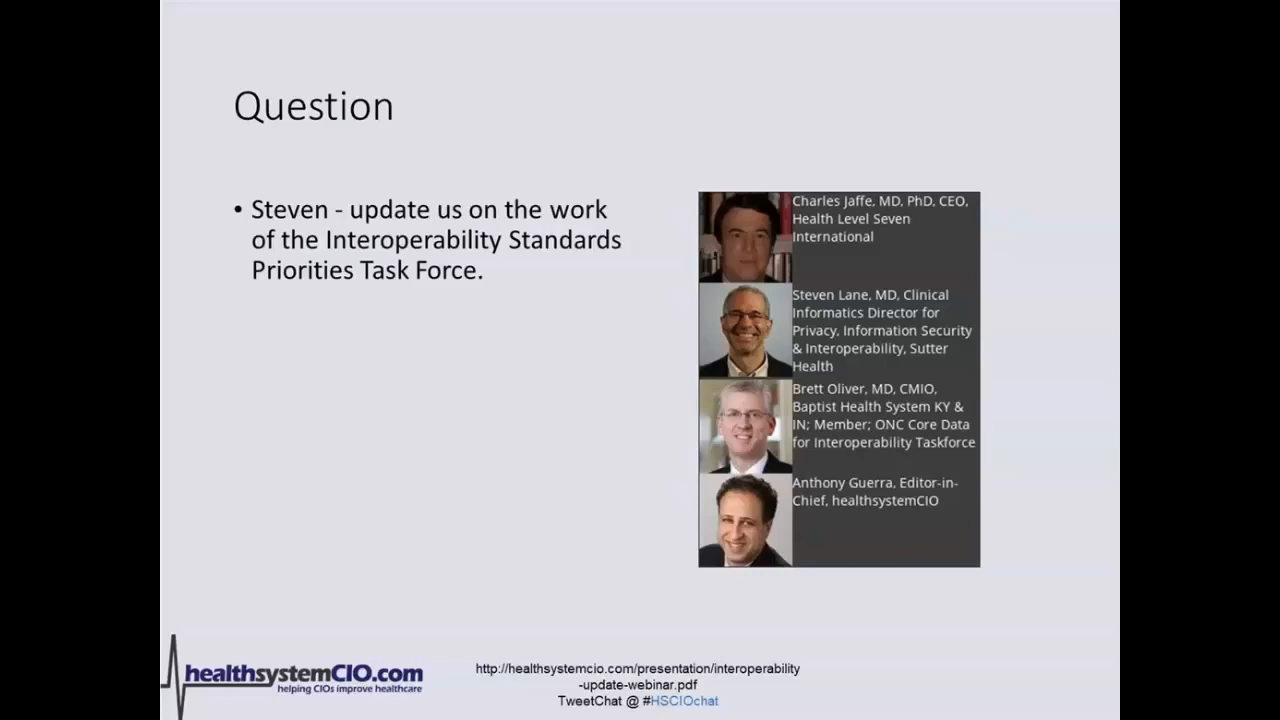 Question
• Steven - update us on the work
of the Interoperability Standards
Priorities Task Force.
Charles Jaffe, MD, PhD, CEO,
Health Level Seven
International
Steven Lane, MD, Clinical
Informatics Director for
Privacy, Information Security
& Interoperability, Sutter
Health
Brett Oliver, MD, CMIO,
Baptist Health System KY &
IN; Member; ONC Core Data
for Interoperability Taskforce
Anthony Guerra, Editor-in-
Chief, healthsystemCIO
healthsystemCIO.com
helping CIOs improve healthcare
http://healthsystemcio.com/presentation/interoperability
-update-webinar.pdf
TweetChat @ #HSCIOchat